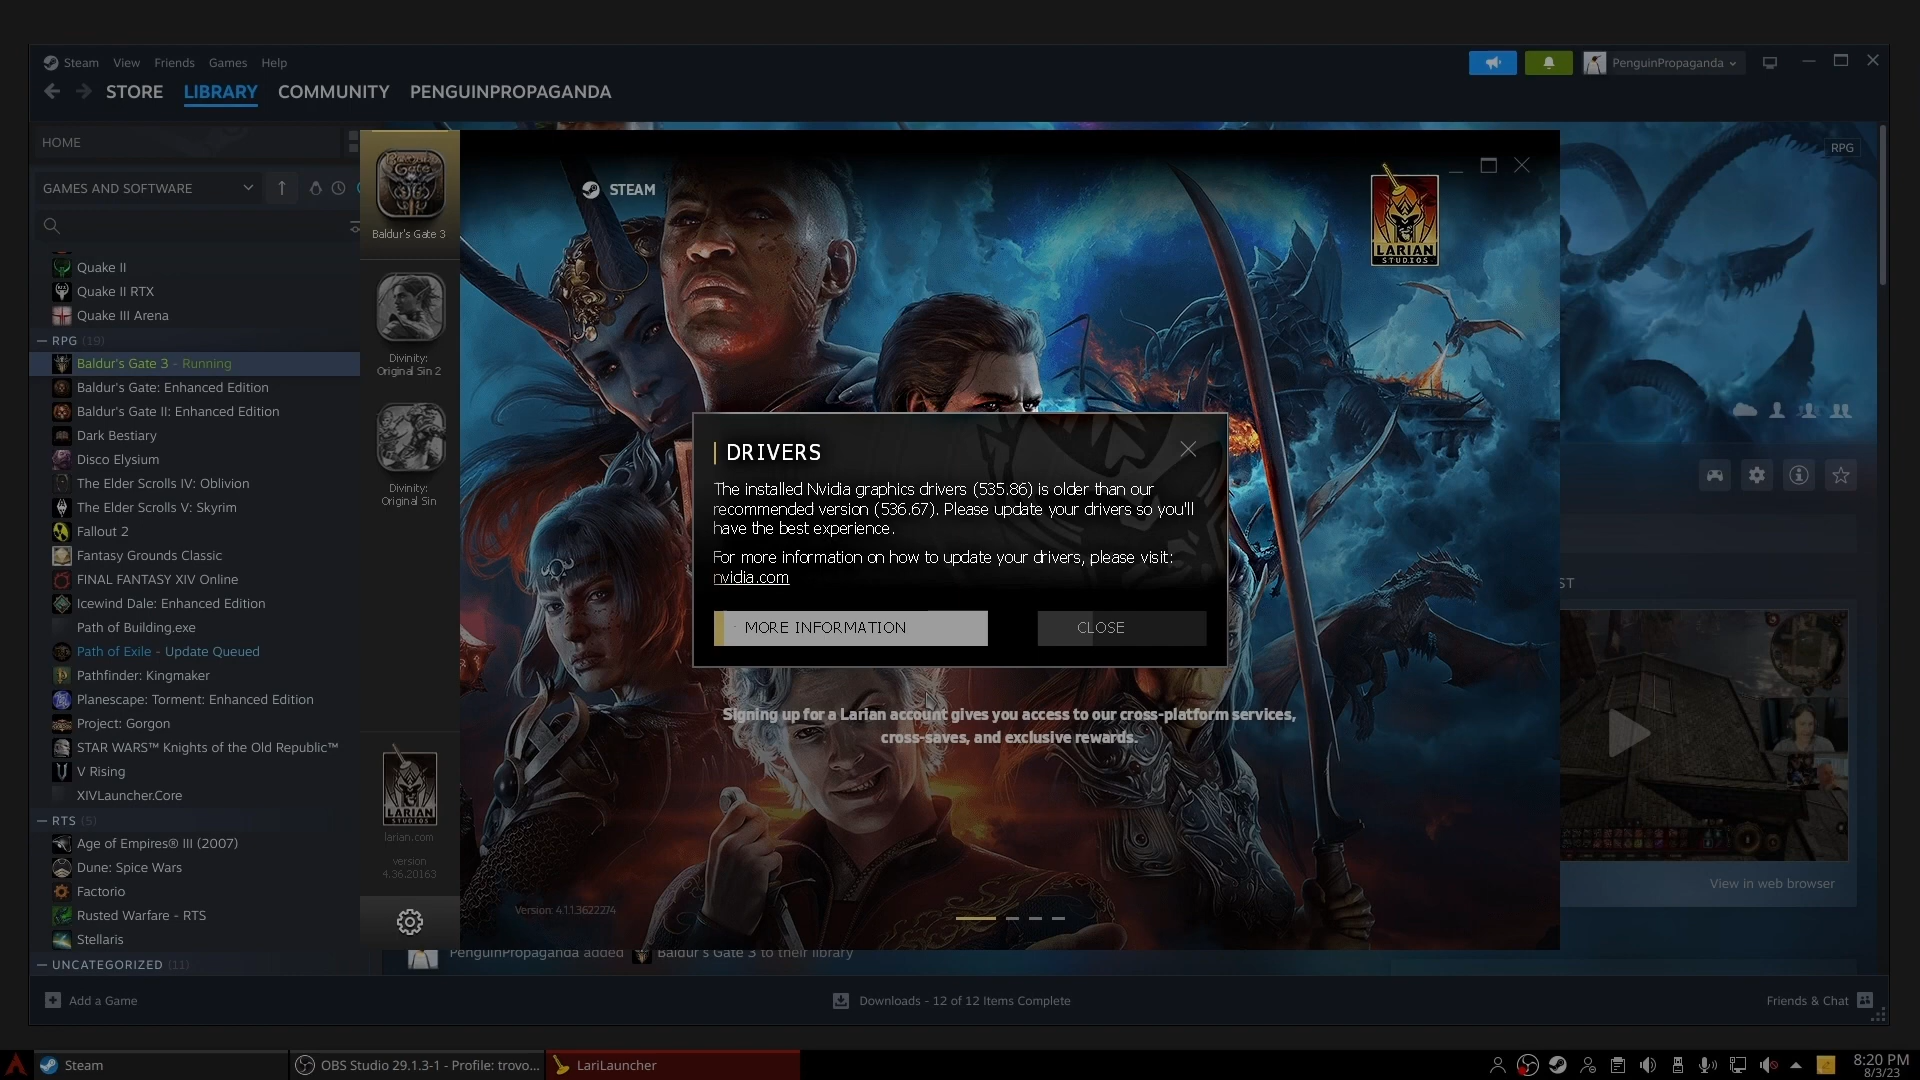 Steam View Friends Games Help
PenguinPropaganda
STORE LIBRARY COMMUNITY PENGUINPROPAGANDA
HOME
GAMES AND SOFTWARE
Quake II
Quake II RTX
Quake III Arena
RPG (19)
Baldur's Gate 3 - Running
Baldur's Gate: Enhanced Edition
Baldur's Gate II: Enhanced Edition
Dark Bestiary
Disco Elysium
The Elder Scrolls IV: Oblivion
The Elder Scrolls V: Skyrim
Fallout 2
Fantasy Grounds Classic
FINAL FANTASY XIV Online
Icewind Dale: Enhanced Edition
Path of Building.exe
Path of Exile - Update Queued
Pathfinder: Kingmaker
Planescape: Torment: Enhanced Edition
Project: Gorgon
STAR WARS™ Knights of the Old Republic™
V Rising
XIVLauncher.Core
RTS (5)
Age of Empires® III (2007)
Dune: Spice Wars
Factorio
Rusted Warfare - RTS
Stellaris
UNCATEGORIZED (11)
Baldur's Gate 3
Divinity:
Original Sin 2
Divinity:
Original Sin
LARIAN
STUDIOS
larian.com
version
4.36.20163
STEAM
LARIAN
STUDIOS
RPG
DRIVERS
The installed Nvidia graphics drivers (535.86) is older than our
recommended version (536.67). Please update your drivers so you'll
have the best experience.
For more information on how to update your drivers, please visit:
nvidia.com
MORE INFORMATION CLOSE
Signing up for a Larian account gives you access to our cross-platform services,
cross-saves, and exclusive rewards.
Version: 4.1.1.3622274
ST
View in web browser
PenguinPropaganda added Baldur's Gate 3 to their library
Add a Game
Downloads - 12 of 12 Items Complete
Friends & Chat
Steam
OBS Studio 29.1.3-1 - Profile: trovo...
LariLauncher
8:20 PM
8/3/23